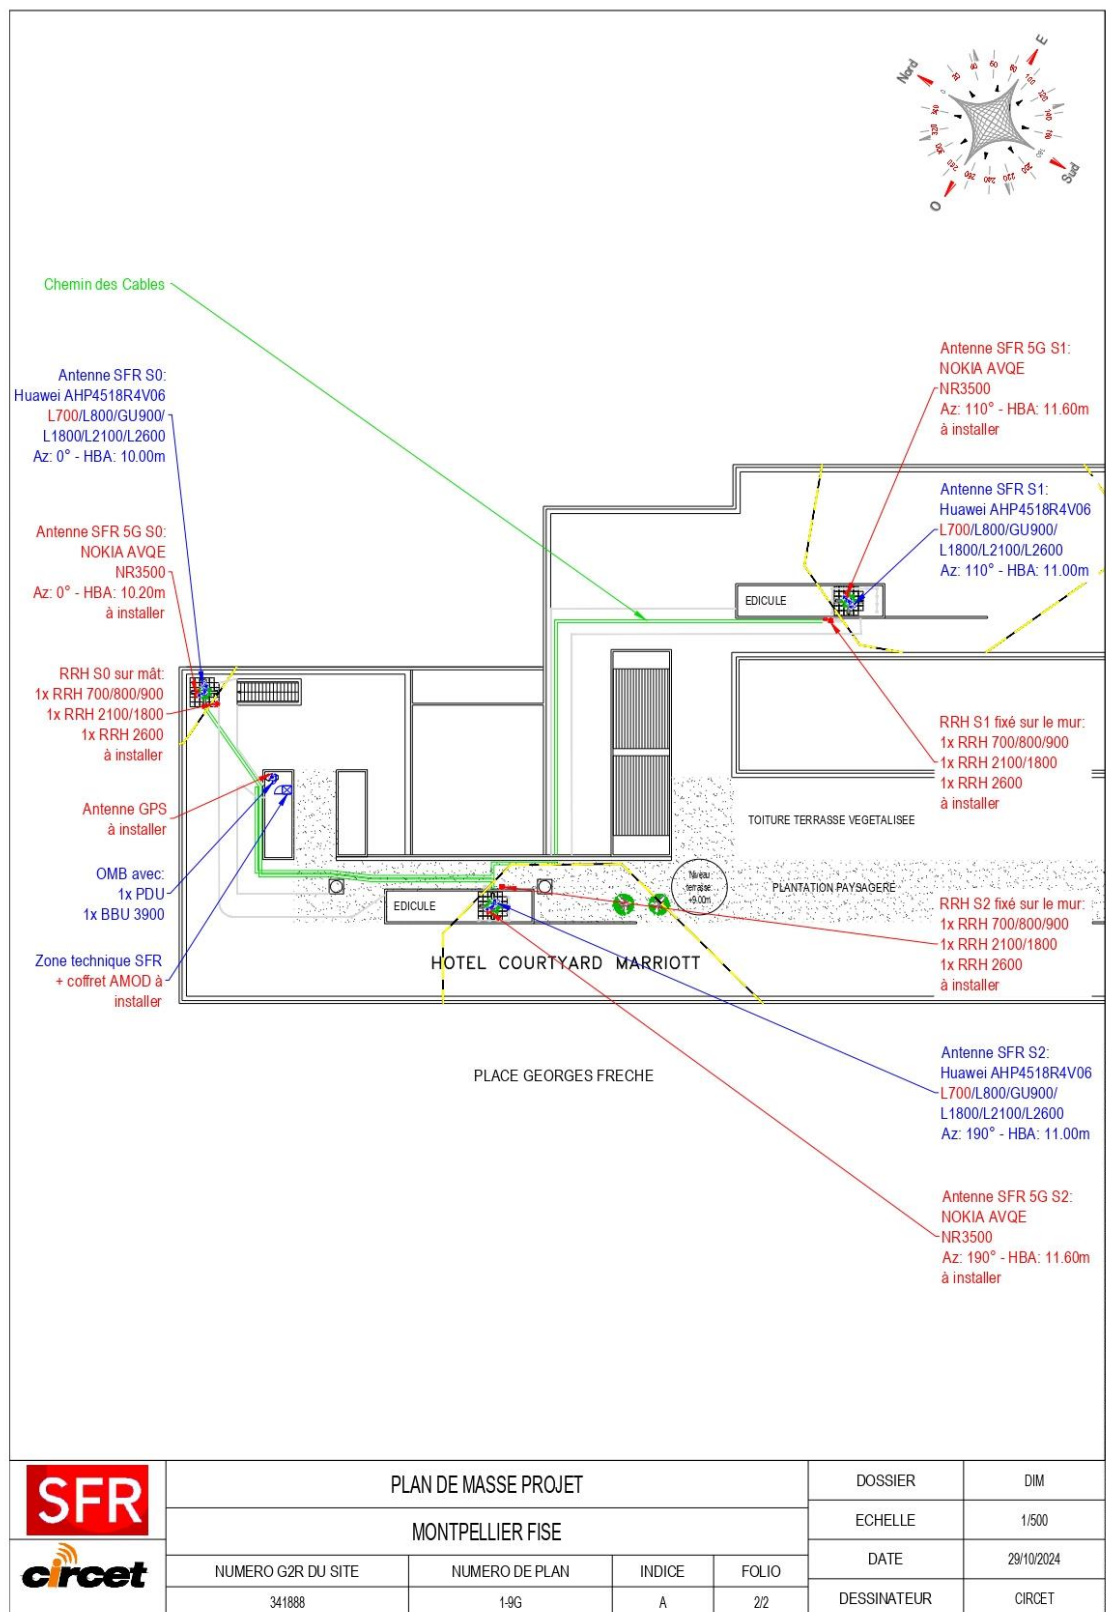 Nord
E
Sud
O
Chemin des Cables
Antenne SFR S0:
Huawei AHP4518R4V06
L700/L800/GU900/
L1800/L2100/L2600
Az: 0° - HBA: 10.00m
Antenne SFR 5G S0:
NOKIA AVQE
NR3500
Az: 0° - HBA: 10.20m
à installer
RRH S0 sur mât:
1x RRH 700/800/900
1x RRH 2100/1800
1x RRH 2600
à installer
Antenne GPS
à installer
OMB avec:
1x PDU
1x BBU 3900
Zone technique SFR
+ coffret AMOD à
installer
Antenne SFR 5G S1:
NOKIA AVQE
NR3500
Az: 110° - HBA: 11.60m
à installer
Antenne SFR S1:
Huawei AHP4518R4V06
L700/L800/GU900/
L1800/L2100/L2600
Az: 110° - HBA: 11.00m
EDICULE
RRH S1 fixé sur le mur:
1x RRH 700/800/900
1x RRH 2100/1800
1x RRH 2600
à installer
TOITURE TERRASSE VEGETALISEE
Niveau
terrasse
+9.00m
PLANTATION PAYSAGERE
EDICULE
RRH S2 fixé sur le mur:
1x RRH 700/800/900
1x RRH 2100/1800
1x RRH 2600
à installer
HOTEL COURTYARD MARRIOTT
PLACE GEORGES FRECHE
Antenne SFR S2:
Huawei AHP4518R4V06
L700/L800/GU900/
L1800/L2100/L2600
Az: 190° - HBA: 11.00m
Antenne SFR 5G S2:
NOKIA AVQE
NR3500
Az: 190° - HBA: 11.60m
à installer
SFR
circet
PLAN DE MASSE PROJET
MONTPELLIER FISE
NUMERO G2R DU SITE NUMERO DE PLAN INDICE FOLIO
341888 1-9G A 2/2
DOSSIER DIM
ECHELLE 1/500
DATE 29/10/2024
DESSINATEUR CIRCET